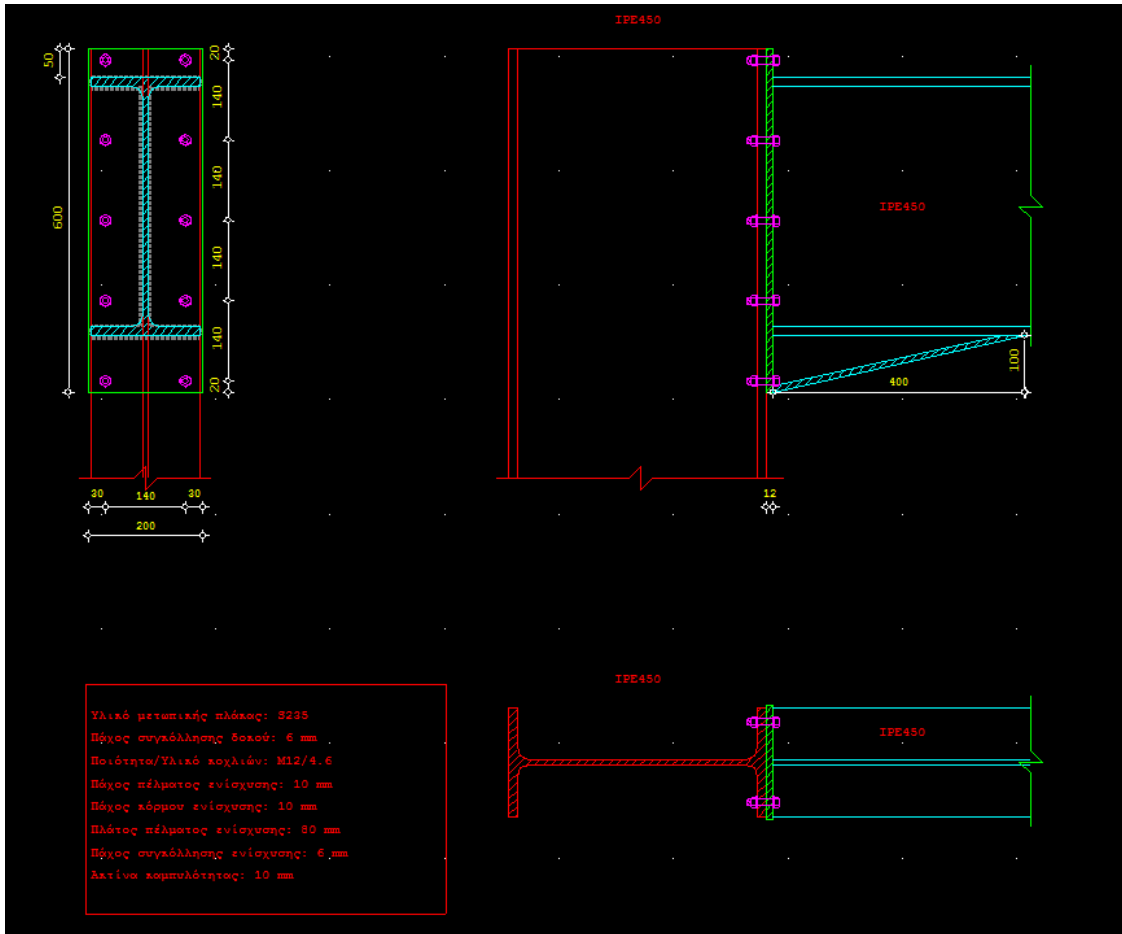 IPE450
50
20
140
140
600
IPE450
140
140
100
400
20
30
140
30
12
200
IPE450
Υλικό μετωπικής πλάκας: S235
IPE450
Πάχος συγκόλλησης δοκού: 6 mm
Ποιότητα/Υλικό κοχλιών: M12/4.6
Πάχος πέλματος ενίσχυσης: 10 mm
Πάχος κόρμου ενίσχυσης: 10 mm
Πλάτος πέλματος ενίσχυσης: 80 mm
Πάχος συγκόλλησης ενίσχυσης: 6 mm
Ακτίνα καμπυλότητας: 10 mm